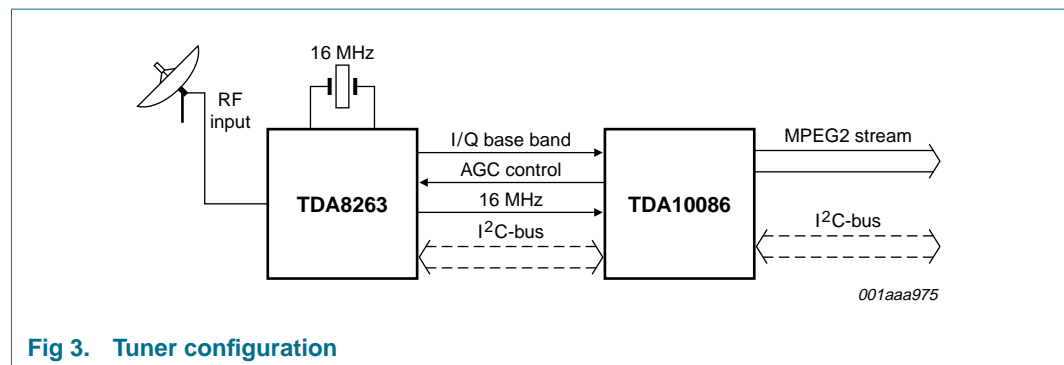 16 MHz
RF
input
I/Q base band
AGC control
16 MHz
I2C-bus
TDA8263
TDA10086
MPEG2 stream
I2C-bus
001aaa975
Fig 3. Tuner configuration